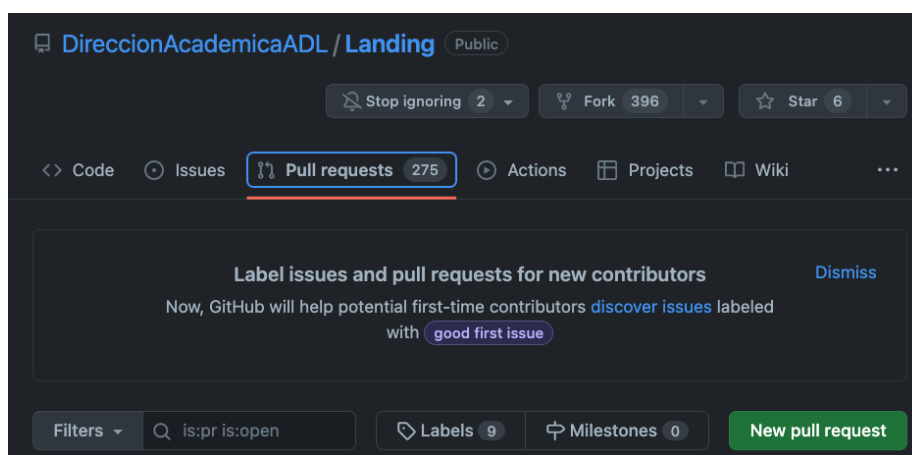 DireccionAcademicaADL / Landing Public
Stop ignoring 2 Fork 396 Star 6
Code Issues Pull requests 275 Actions Projects Wiki ...
Label issues and pull requests for new contributors Dismiss
Now, GitHub will help potential first-time contributors discover issues labeled
with good first issue
Filters is:pr is:open Labels 9 Milestones 0 New pull request